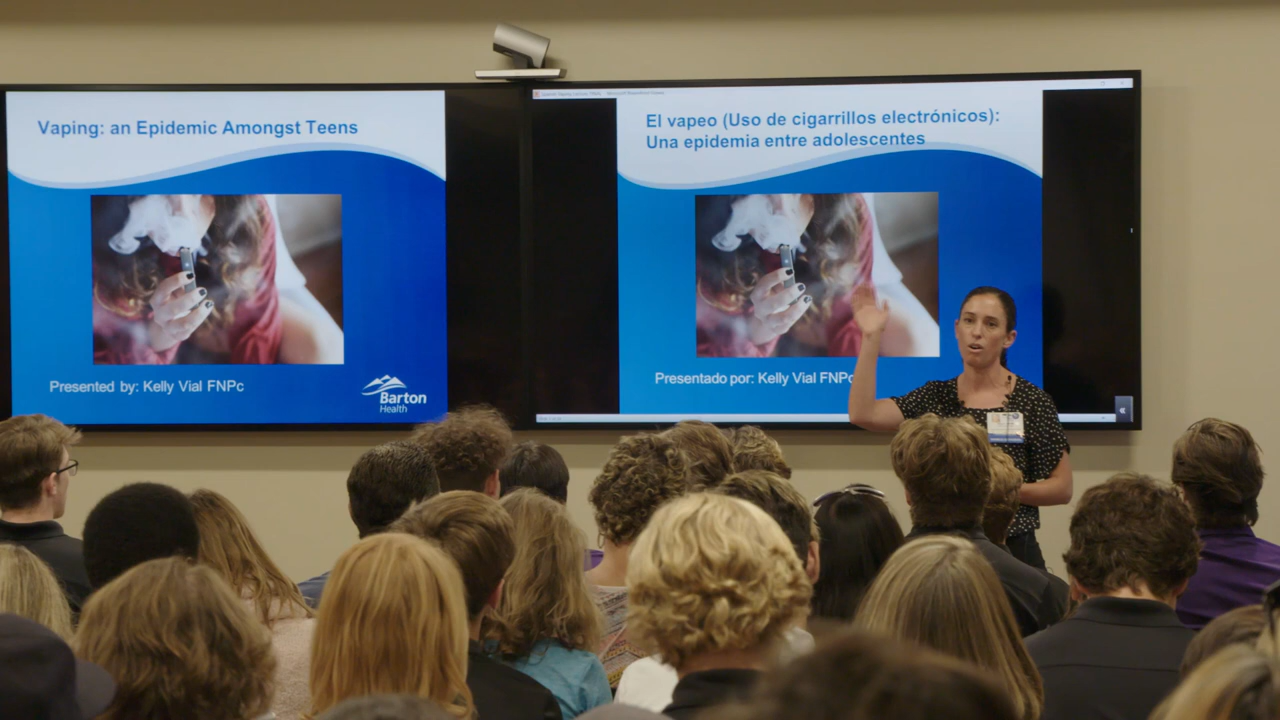 Vaping: an Epidemic Amongst Teens
Presented by: Kelly Vial FNPc
Barton
Health
El vapeo (Uso de cigarrillos electrónicos):
Una epidemia entre adolescentes
Presentado por: Kelly Vial FNPc